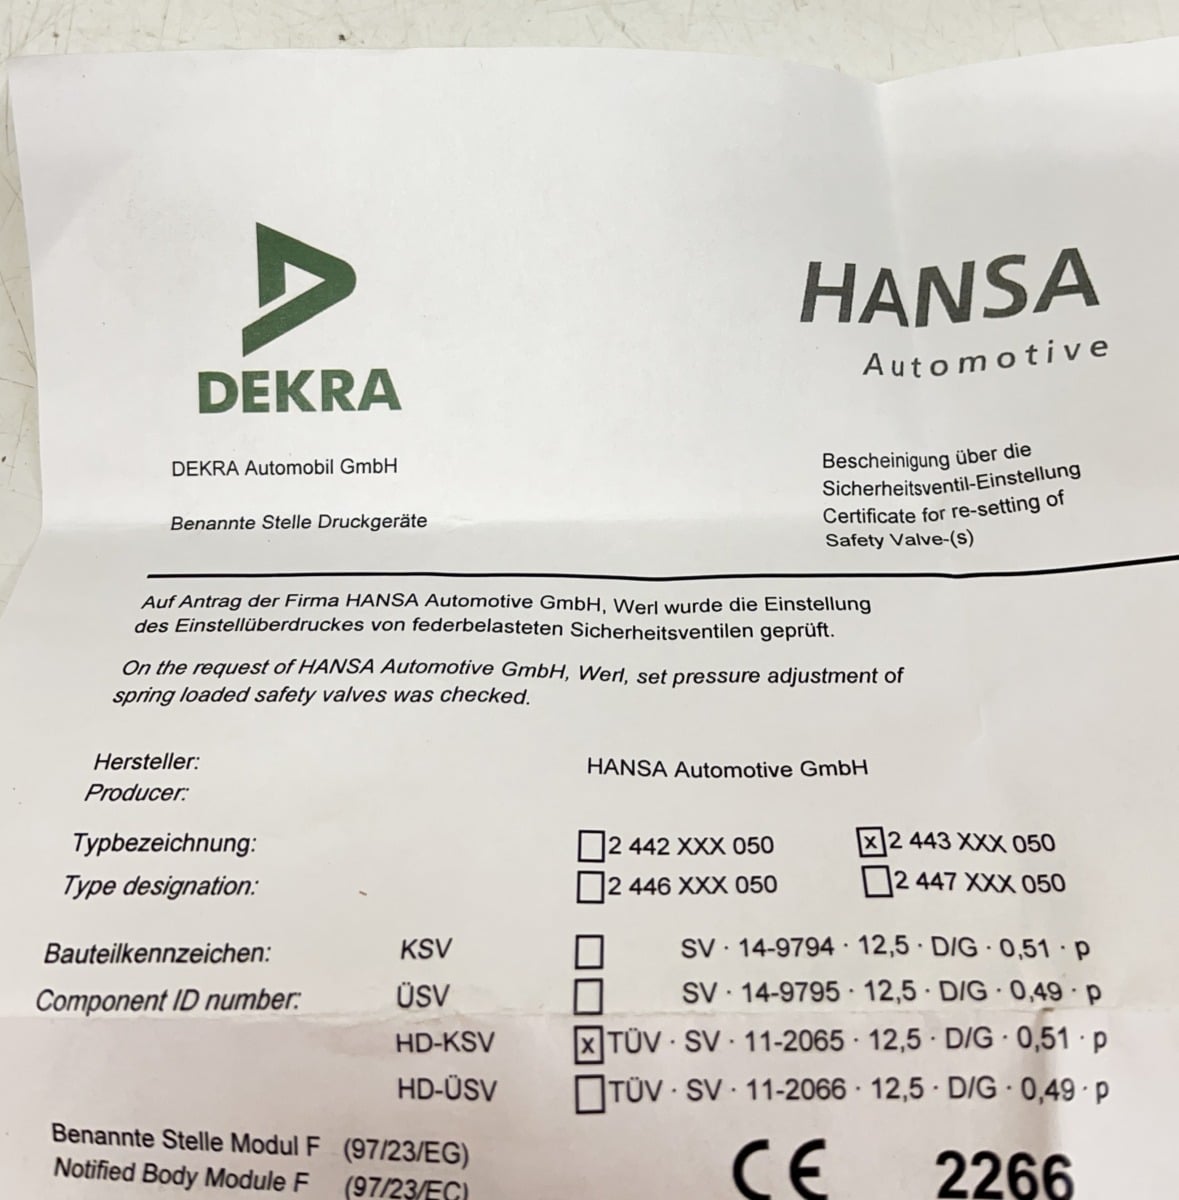 DEKRA
HANSA
Automotive
DEKRA Automobil GmbH
Benannte Stelle Druckgeräte
Bescheinigung über die
Sicherheitsventil-Einstellung
Certificate for re-setting of
Safety Valve-(s)
Auf Antrag der Firma HANSA Automotive GmbH, Werl wurde die Einstellung
des Einstellüberdruckes von federbelasteten Sicherheitsventilen geprüft.
On the request of HANSA Automotive GmbH, Werl, set pressure adjustment of
spring loaded safety valves was checked.
Hersteller: HANSA Automotive GmbH
Producer:
Typbezeichnung: 2 442 XXX 050 x 2 443 XXX 050
Type designation: 2 446 XXX 050 2 447 XXX 050
Bauteilkennzeichen: KSV SV · 14-9794 · 12,5 · D/G · 0,51 · p
Component ID number: ÜSV SV · 14-9795 · 12,5 · D/G · 0,49 · p
HD-KSV x TÜV · SV · 11-2065 · 12,5 · D/G · 0,51 · p
HD-ÜSV TÜV · SV · 11-2066 · 12,5 · D/G · 0,49 · p
Benannte Stelle Modul F (97/23/EG)
Notified Body Module F (97/23/EC)
CE 2266